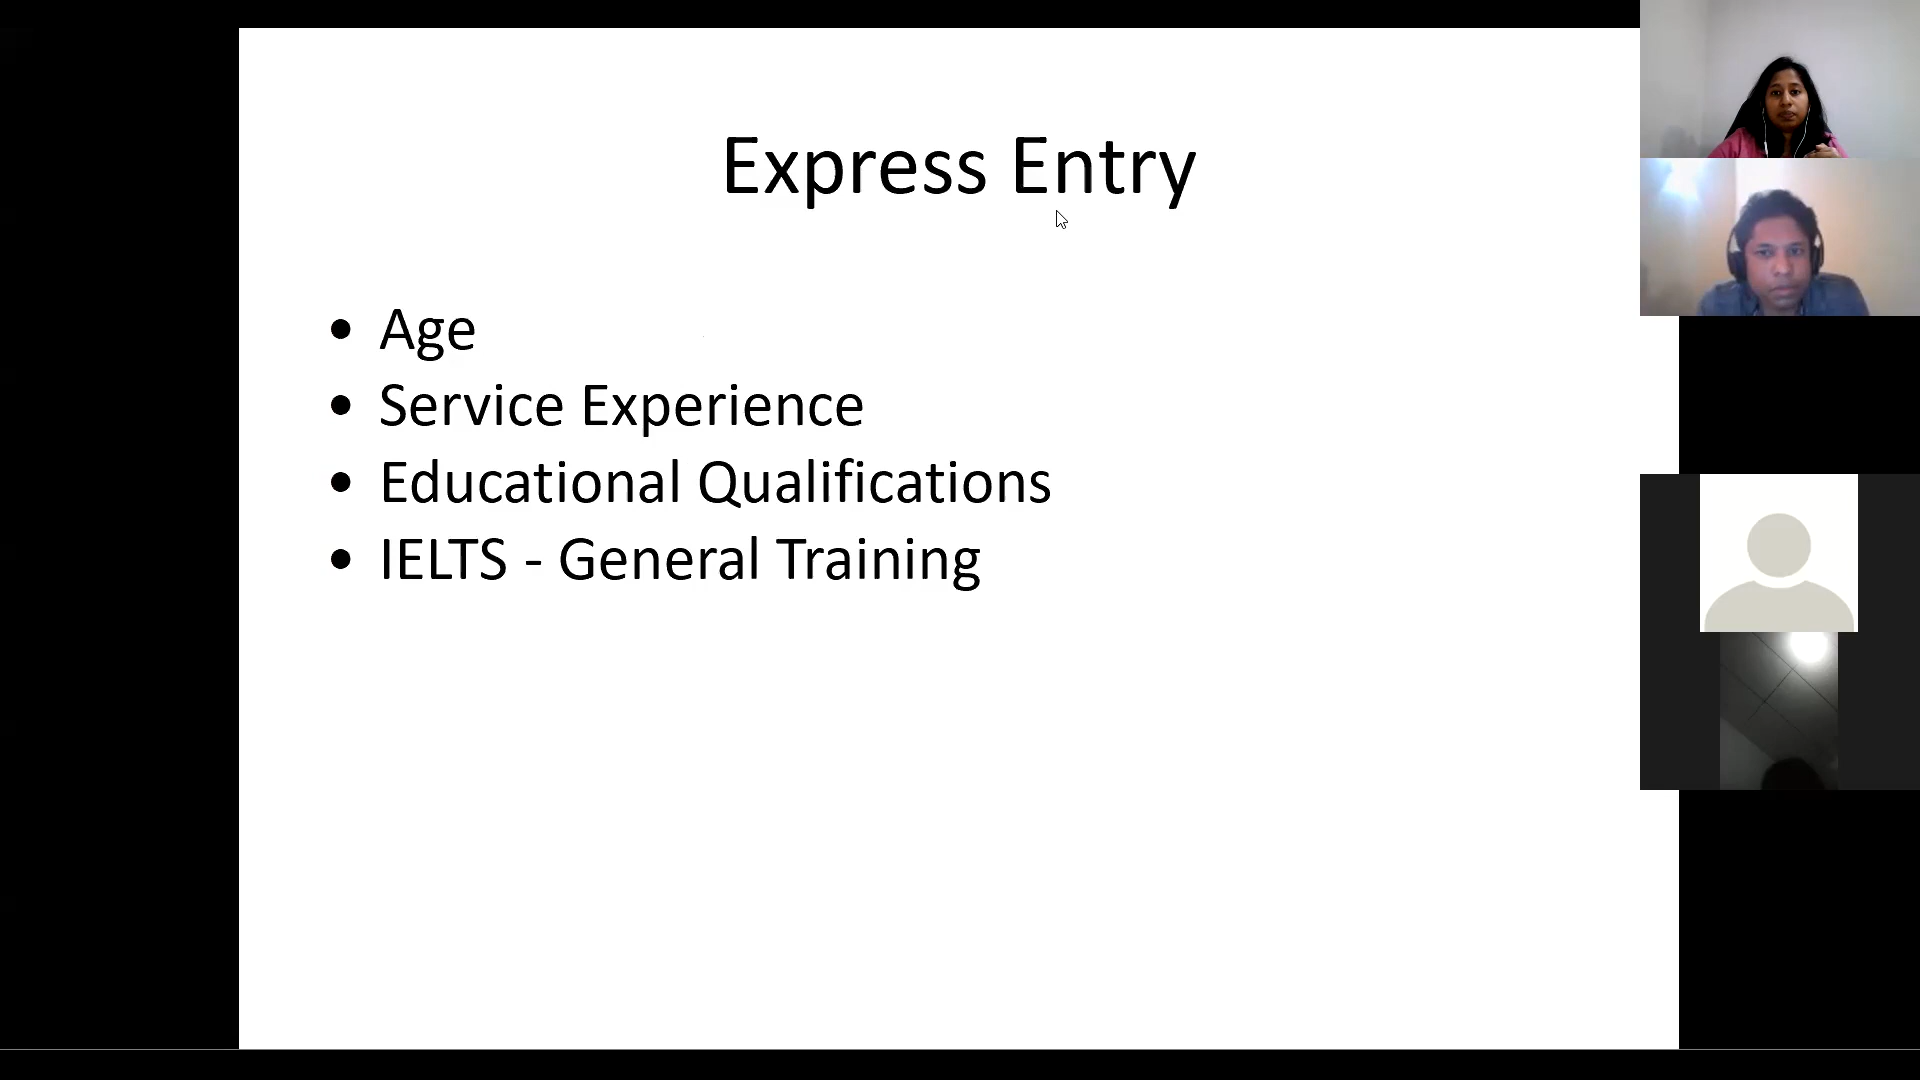 Express Entry
• Age
• Service Experience
• Educational Qualifications
• IELTS - General Training